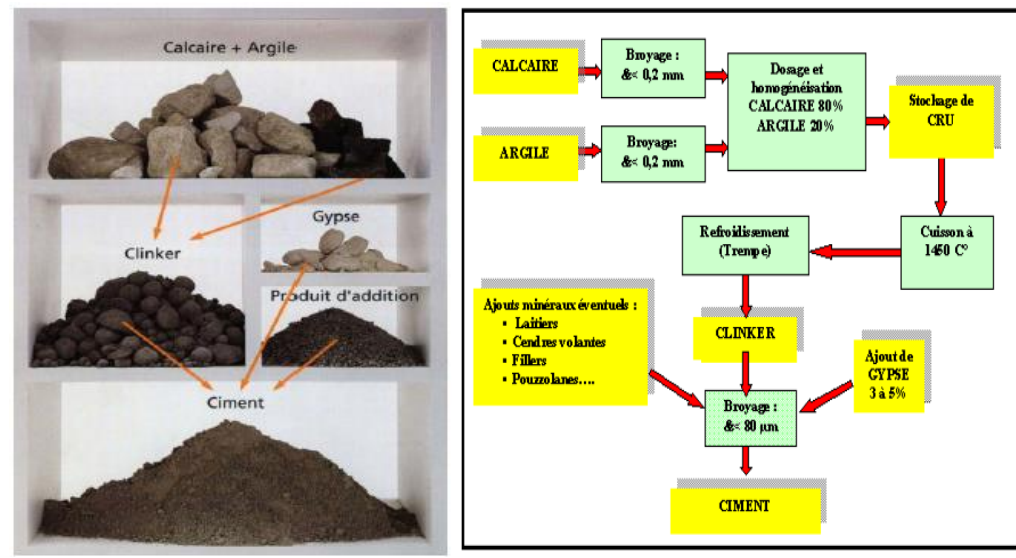 Calcaire + Argile
Gypse
Clinker
Produit d'addition
Ciment
CALCAIRE
Broyage :
&< 0,2 mm
Dosage et
homogénéisation
CALCAIRE 80%
ARGILE 20%
Stockage de
CRU
ARGILE
Broyage:
&< 0,2 mm
Refroidissement
(Trempe)
Cuisson à
1450 C°
Ajouts minéraux éventuels :
▪ Laitiers
▪ Cendres volantes
▪ Fillers
▪ Pouzzolanes….
CLINKER
Ajout de
GYPSE
3 à 5%
Broyage :
&< 80 µm
CIMENT